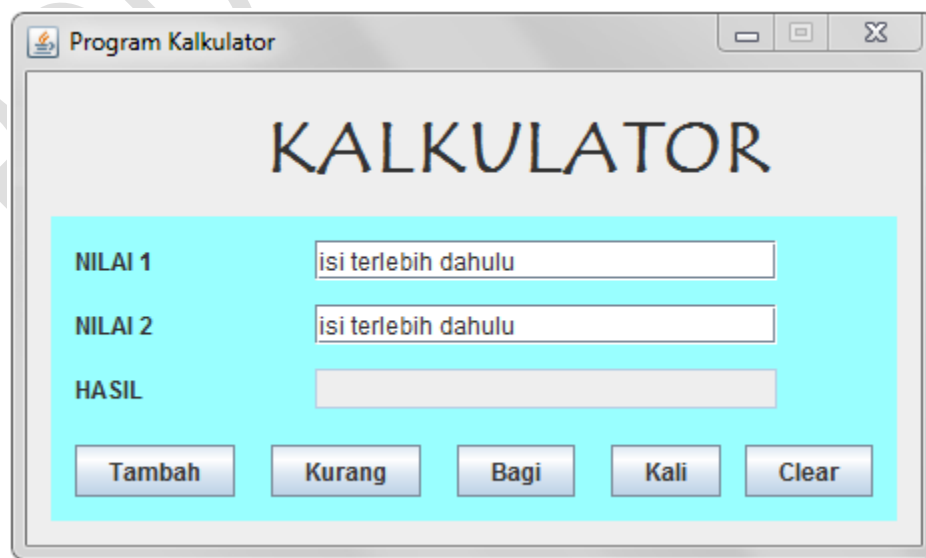 Program Kalkulator
KALKULATOR
NILAI 1 isi terlebih dahulu
NILAI 2 isi terlebih dahulu
HASIL
Tambah Kurang Bagi Kali Clear